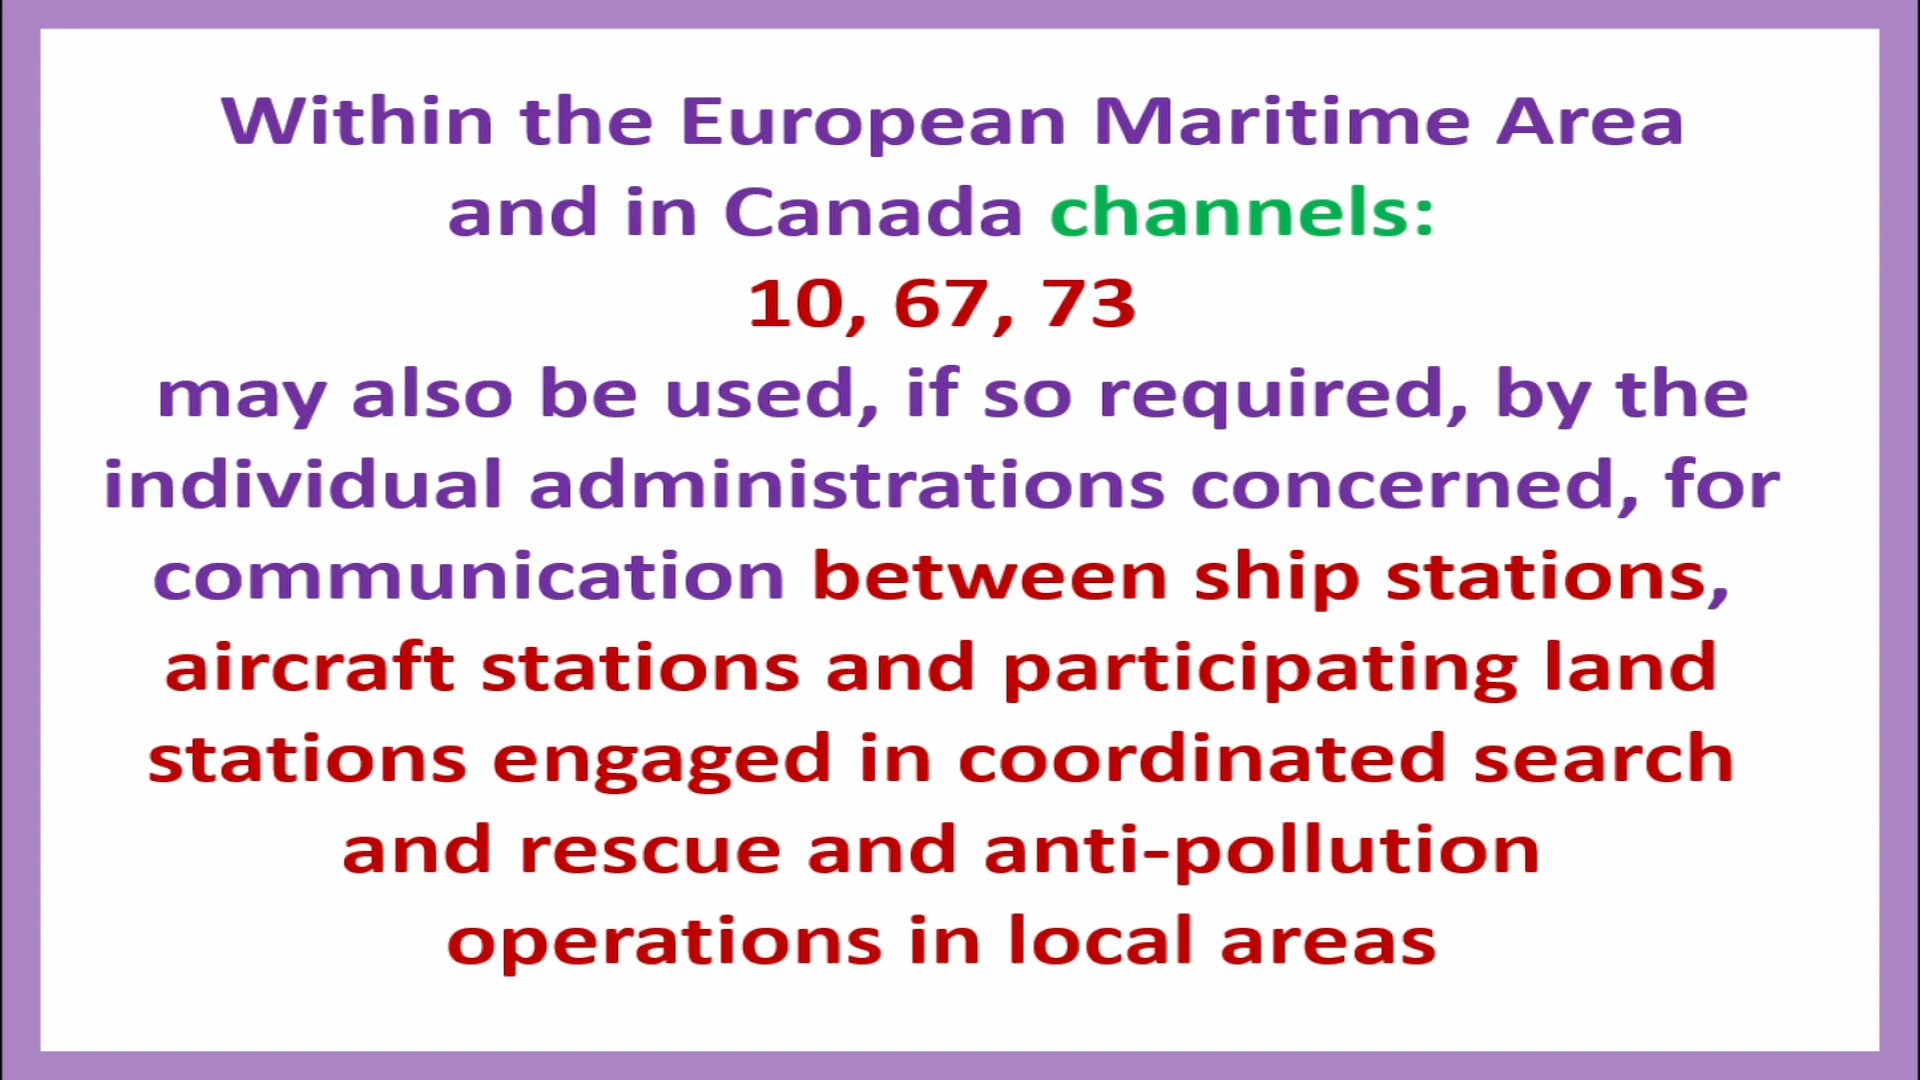 Within the European Maritime Area
and in Canada channels:
10, 67, 73
may also be used, if so required, by the
individual administrations concerned, for
communication between ship stations,
aircraft stations and participating land
stations engaged in coordinated search
and rescue and anti-pollution
operations in local areas